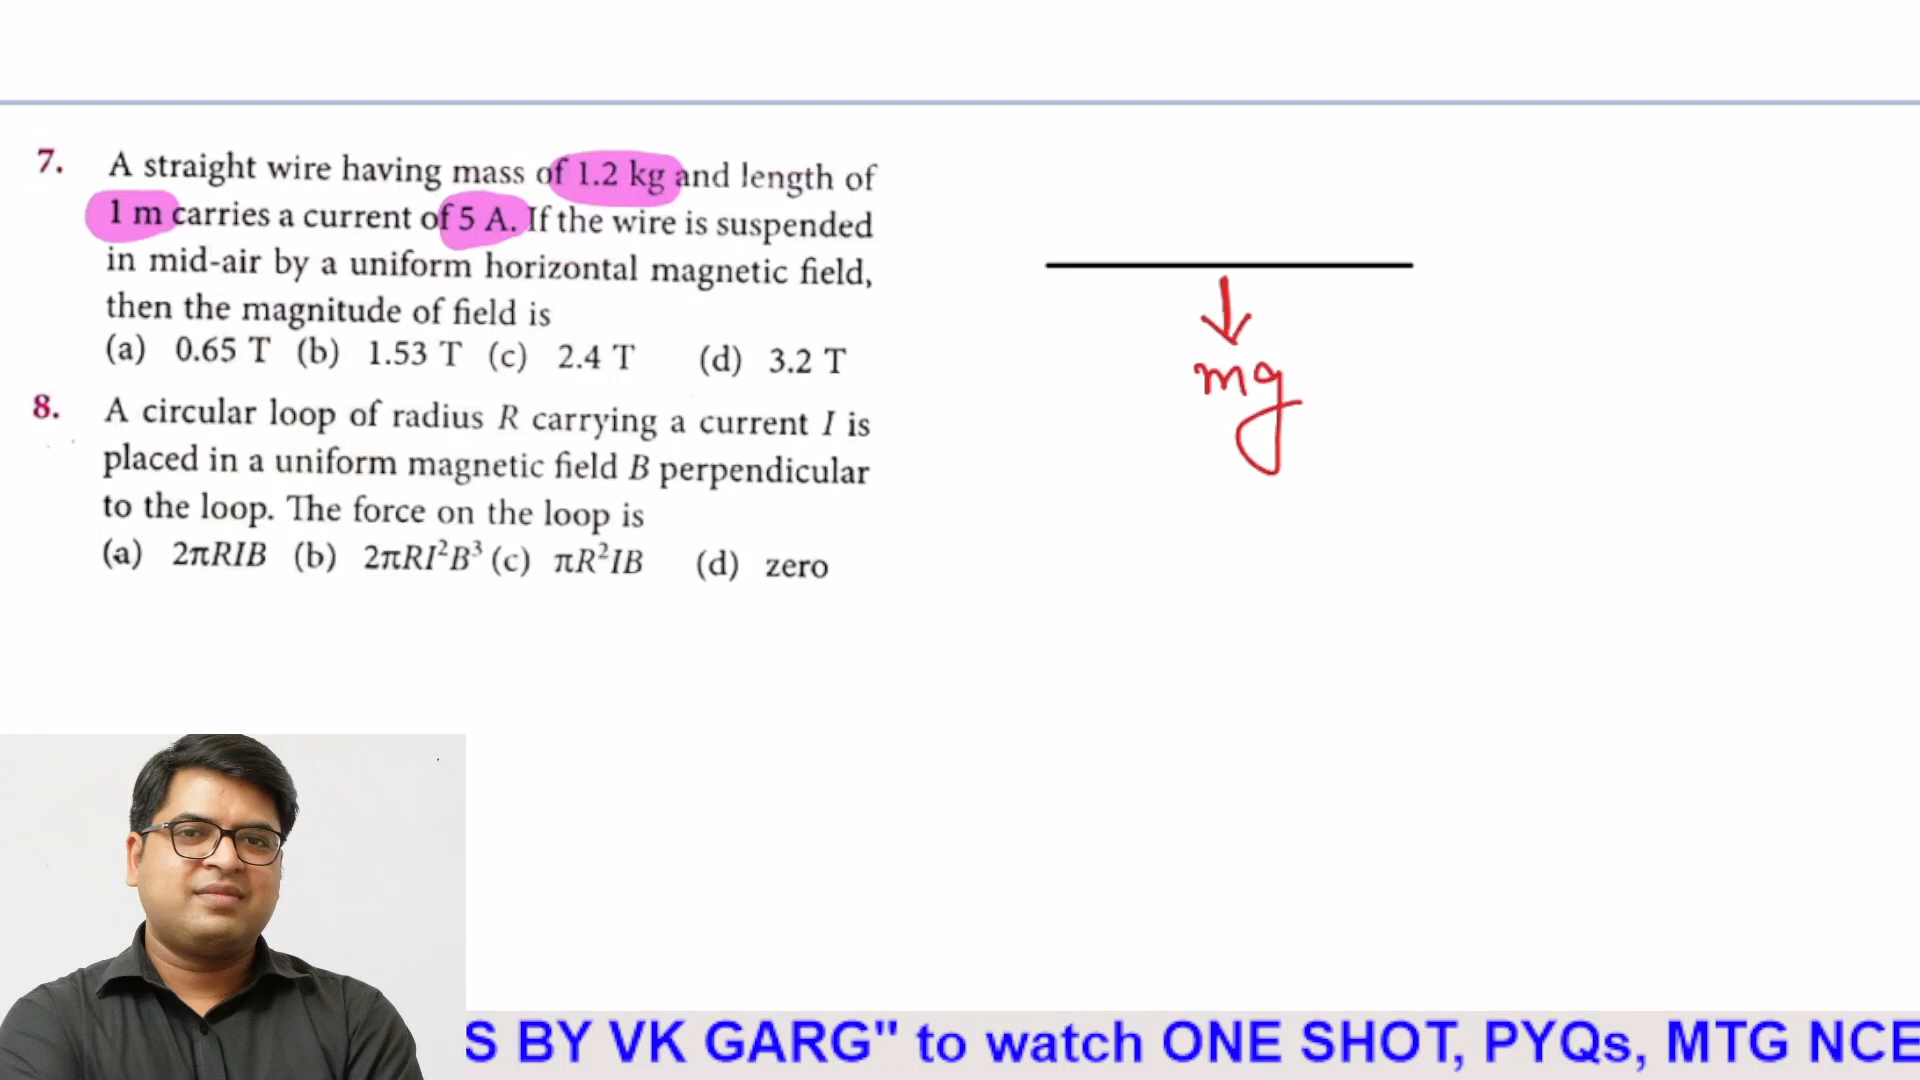 7. A straight wire having mass of 1.2 kg and length of
1 m carries a current of 5 A. If the wire is suspended
in mid-air by a uniform horizontal magnetic field,
then the magnitude of field is
(a) 0.65 T (b) 1.53 T (c) 2.4 T (d) 3.2 T
mg
8. A circular loop of radius R carrying a current I is
placed in a uniform magnetic field B perpendicular
to the loop. The force on the loop is
(a) 2πRIB (b) 2πRI²B³ (c) πR²IB (d) zero
S BY VK GARG" to watch ONE SHOT, PYQs, MTG NCE